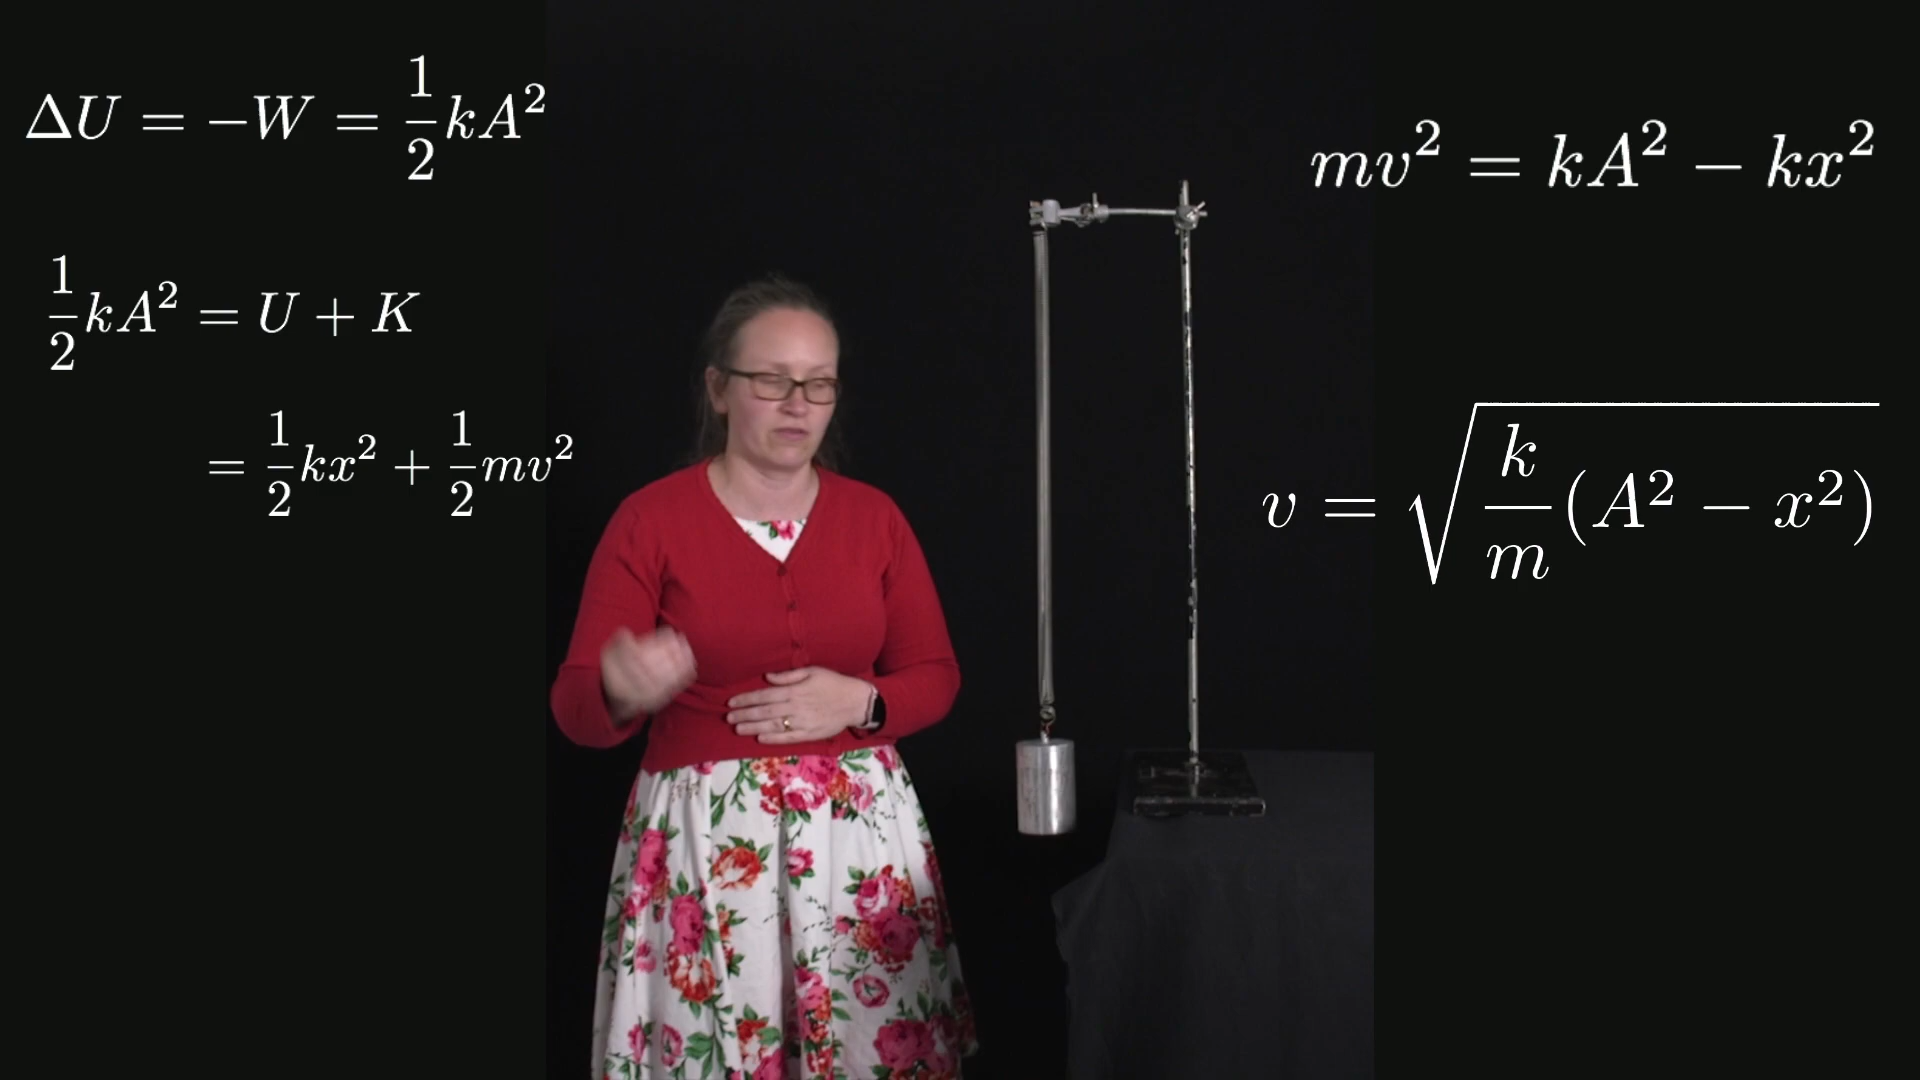 ΔU = −W = 1/2 kA²
1/2 kA² = U + K
= 1/2 kx² + 1/2 mv²
mv² = kA² − kx²
v = √(k/m (A² − x²))